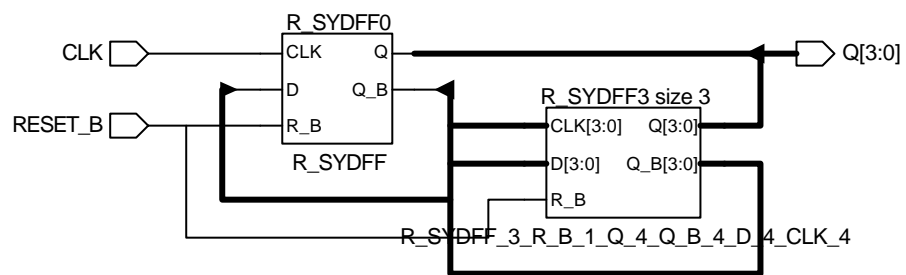 R_SYDFF0
CLK
CLK
Q
Q[3:0]
D
Q_B
R_SYDFF3 size 3
RESET_B
R_B
CLK[3:0]
Q[3:0]
R_SYDFF
D[3:0]
Q_B[3:0]
R_B
R_SYDFF_3_R_B_1_Q_4_Q_B_4_D_4_CLK_4